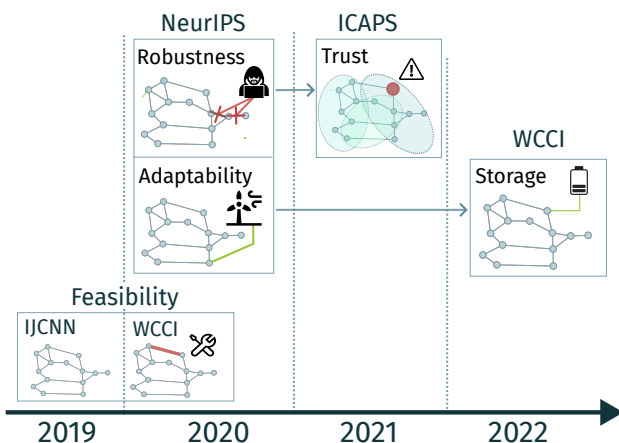 NeurIPS
ICAPS
Robustness
Trust
WCCI
Adaptability
Storage
Feasibility
IJCNN
WCCI
2019
2020
2021
2022